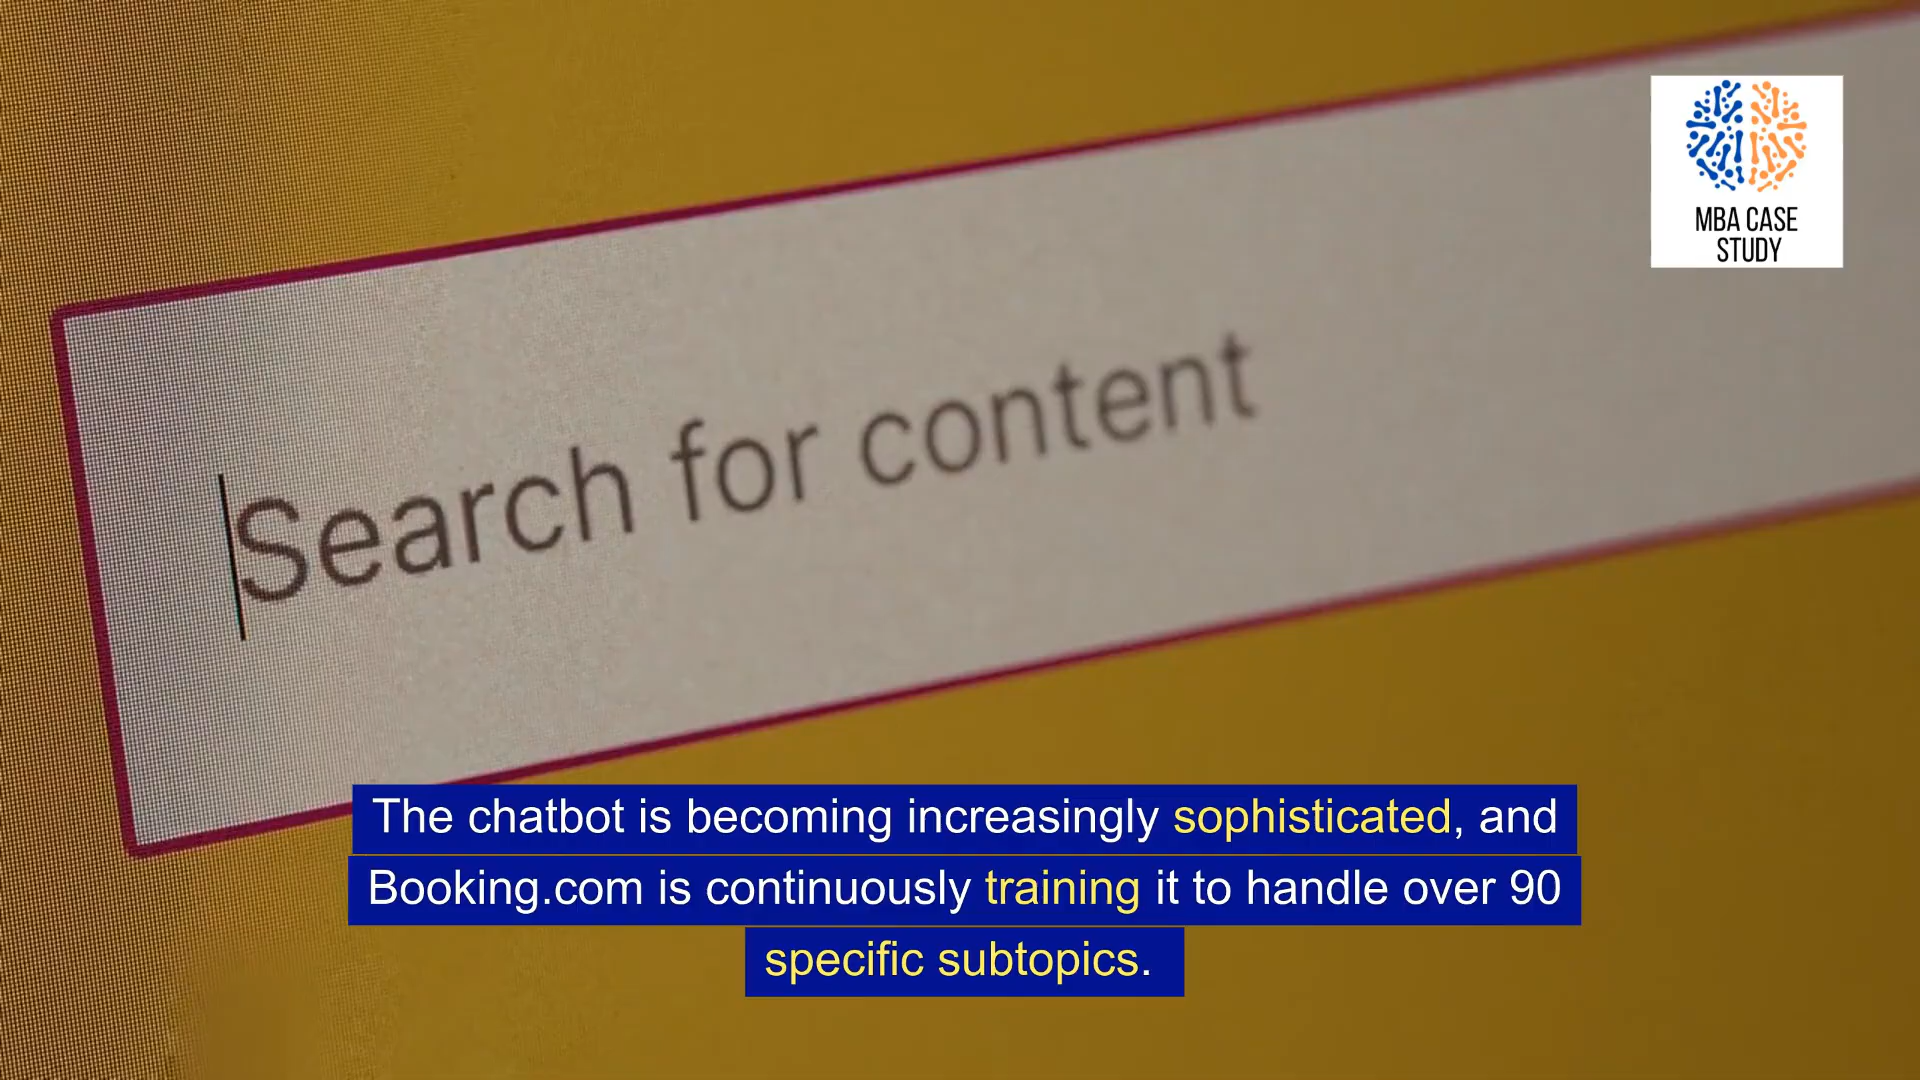 MBA CASE
STUDY
Search for content
The chatbot is becoming increasingly sophisticated, and
Booking.com is continuously training it to handle over 90
specific subtopics.